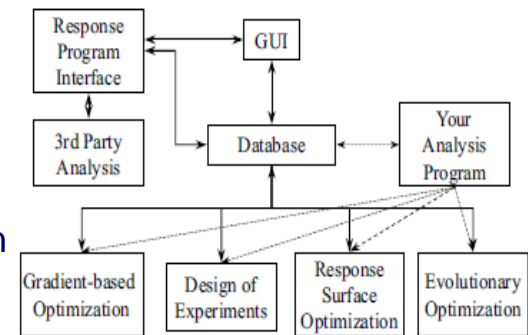 Response
Program
Interface
GUI
3rd Party
Analysis
Database
Your
Analysis
Program
n
Gradient-based
Optimization
Design of
Experiments
Response
Surface
Optimization
Evolutionary
Optimization